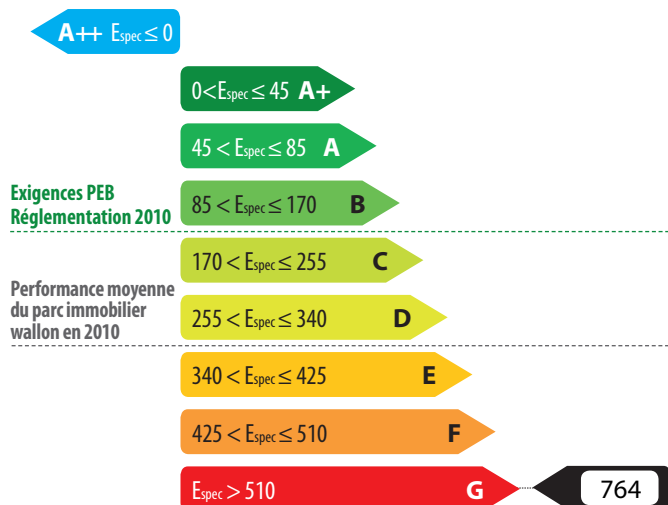 A++ Espec ≤ 0
0<Espec ≤ 45 A+
45 < Espec ≤ 85 A
Exigences PEB
Réglementation 2010
85 < Espec ≤ 170 B
170 < Espec ≤ 255 C
Performance moyenne
du parc immobilier
wallon en 2010
255 < Espec ≤ 340 D
340 < Espec ≤ 425 E
425 < Espec ≤ 510 F
Espec > 510 G 764